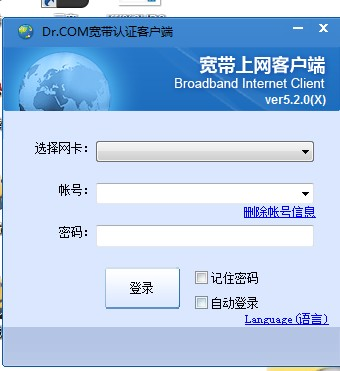 Dr.COM宽带认证客户端
宽带上网客户端
Broadband Internet Client
ver5.2.0(X)
选择网卡:
帐号:
删除帐号信息
密码:
登录
记住密码
自动登录
Language(语言)